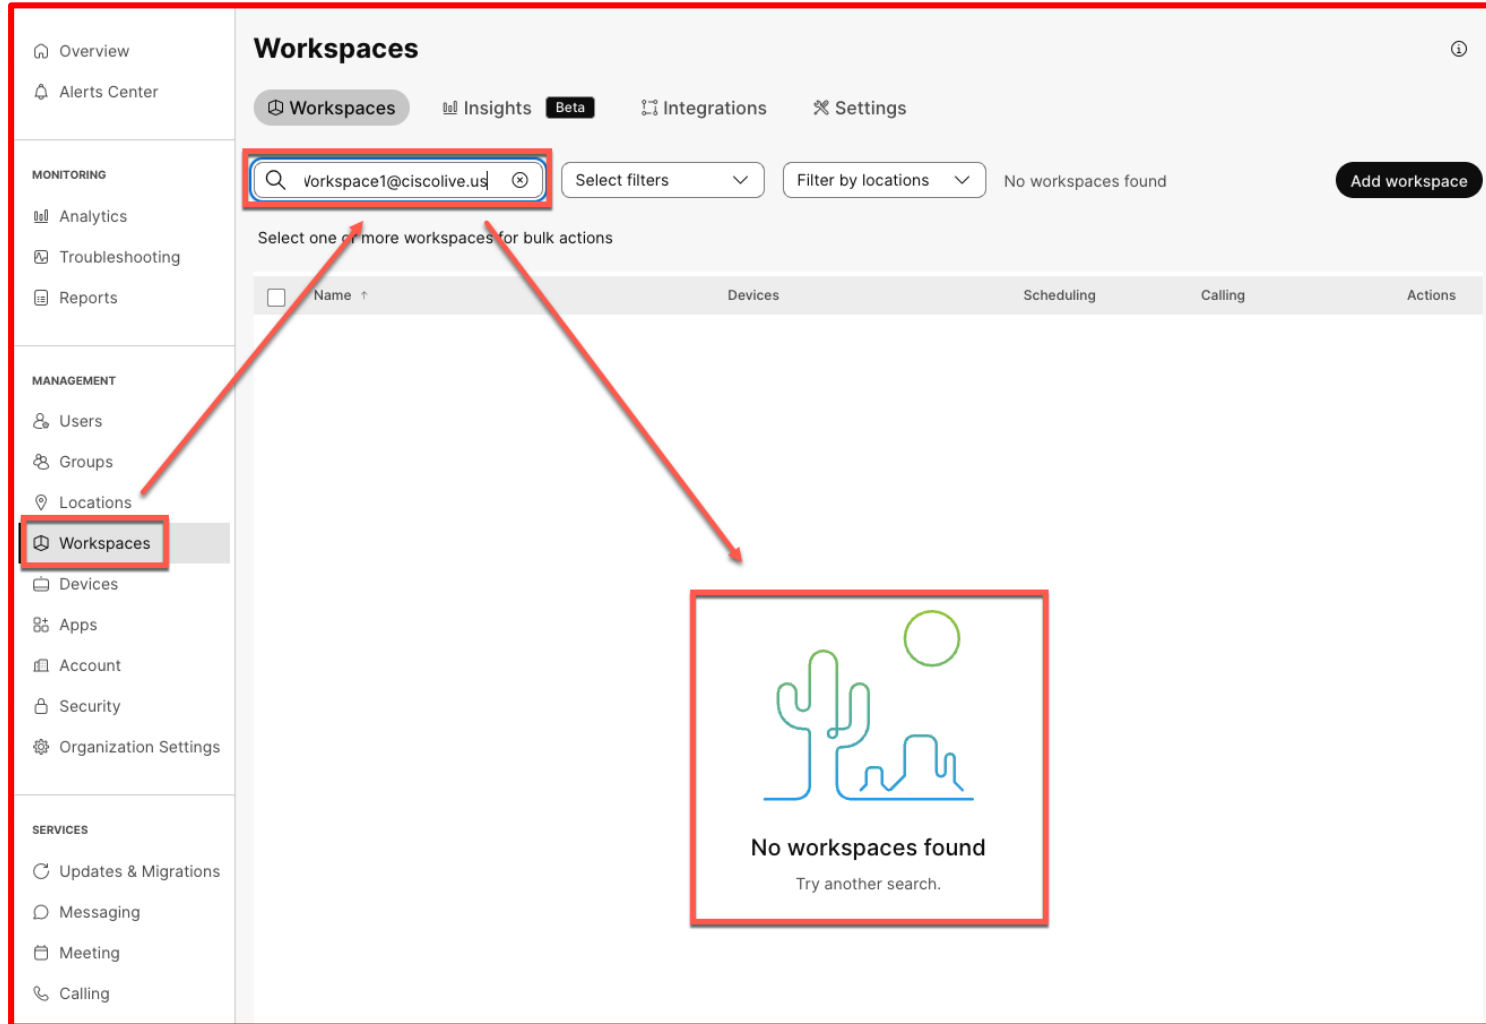 Overview
Alerts Center
MONITORING
Analytics
Troubleshooting
Reports
MANAGEMENT
Users
Groups
Locations
Workspaces
Devices
Apps
Account
Security
Organization Settings
SERVICES
Updates & Migrations
Messaging
Meeting
Calling
Workspaces
Workspaces Insights Beta Integrations Settings
Vorkspace1@ciscolive.us Select filters Filter by locations No workspaces found Add workspace
Select one or more workspaces for bulk actions
Name ↑ Devices Scheduling Calling Actions
No workspaces found
Try another search.